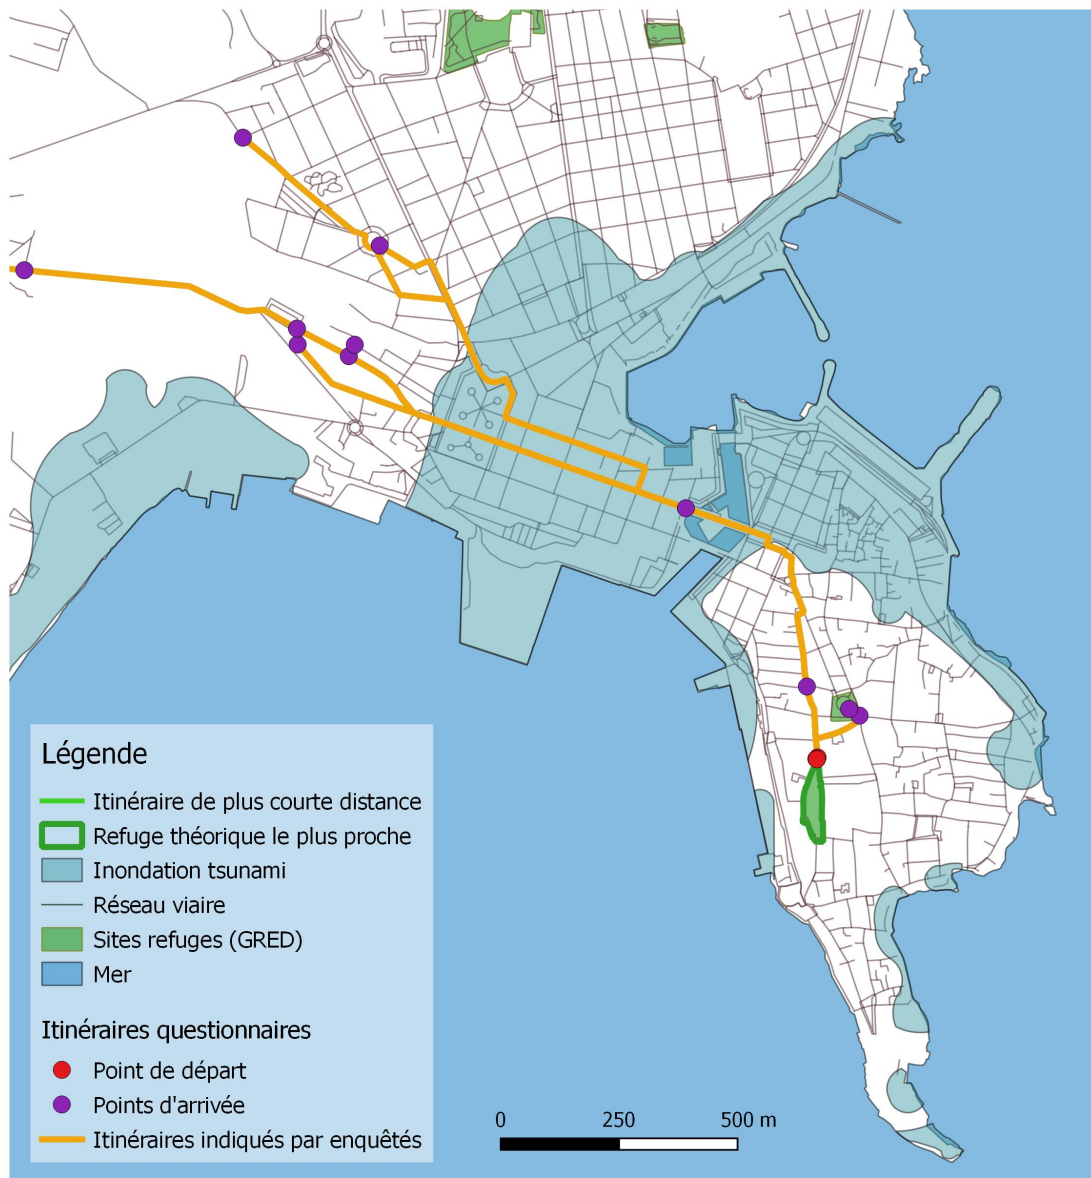 Légende
Itinéraire de plus courte distance
Refuge théorique le plus proche
Inondation tsunami
Réseau viaire
Sites refuges (GRED)
Mer
Itinéraires questionnaires
Point de départ
Points d'arrivée
Itinéraires indiqués par enquêtés
0 250 500 m